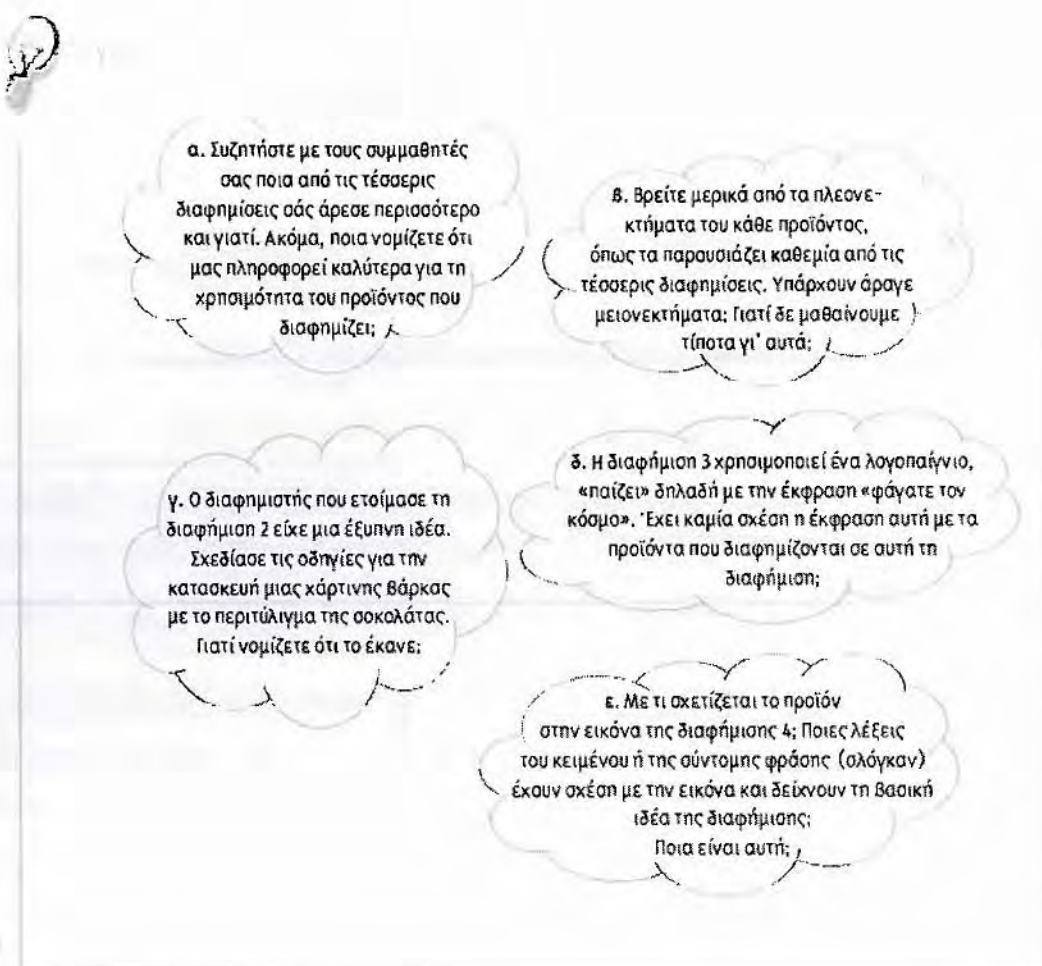 α. Συζητήστε με τους συμμαθητές
σας ποια από τις τέσσερις
διαφημίσεις σάς άρεσε περισσότερο
και γιατί. Ακόμα, ποια νομίζετε ότι
μας πληροφορεί καλύτερα για τη
χρησιμότητα του προϊόντος που
διαφημίζει;
β. Βρείτε μερικά από τα πλεονε-
κτήματα του κάθε προϊόντος,
όπως τα παρουσιάζει καθεμία από τις
τέσσερις διαφημίσεις. Υπάρχουν άραγε
μειονεκτήματα; Γιατί δε μαθαίνουμε
τίποτα γι' αυτά;
γ. Ο διαφημιστής που ετοίμασε τη
διαφήμιση 2 είχε μια έξυπνη ιδέα.
Σχεδίασε τις οδηγίες για την
κατασκευή μιας χάρτινης βάρκας
με το περιτύλιγμα της σοκολάτας.
Γιατί νομίζετε ότι το έκανε;
δ. Η διαφήμιση 3 χρησιμοποιεί ένα λογοπαίγνιο,
«παίζει» δηλαδή με την έκφραση «φάγατε τον
κόσμο». Έχει καμία σχέση η έκφραση αυτή με τα
προϊόντα που διαφημίζονται σε αυτή τη
διαφήμιση;
ε. Με τι σχετίζεται το προϊόν
στην εικόνα της διαφήμισης 4; Ποιες λέξεις
του κειμένου ή της σύντομης φράσης (σλόγκαν)
έχουν σχέση με την εικόνα και δείχνουν τη βασική
ιδέα της διαφήμισης;
Ποια είναι αυτή;